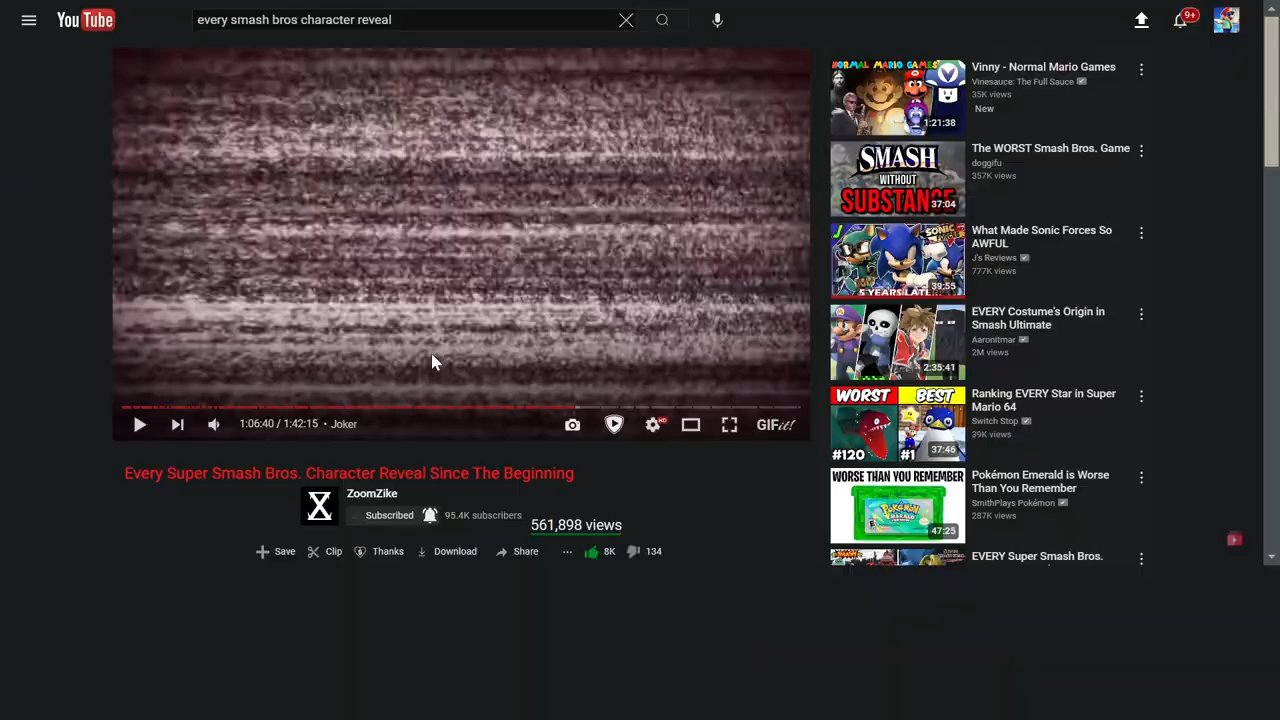 YouTube
every smash bros character reveal
9+
1:06:40 / 1:42:15 • Joker
HD
GIFit!
Every Super Smash Bros. Character Reveal Since The Beginning
ZoomZike
Subscribed
95.4K subscribers
561,898 views
Save
Clip
Thanks
Download
Share
8K
134
NORMAL MARIO GAMES
1:21:38
Vinny - Normal Mario Games
Vinesauce: The Full Sauce
35K views
New
SMASH
WITHOUT
SUBSTANCE
37:04
The WORST Smash Bros. Game
doggifu
357K views
5 YEARS LATE
39:55
What Made Sonic Forces So
AWFUL
J's Reviews
777K views
2:35:41
EVERY Costume's Origin in
Smash Ultimate
Aaronitmar
2M views
WORST
BEST
#120
#1
37:46
Ranking EVERY Star in Super
Mario 64
Switch Stop
39K views
WORSE THAN YOU REMEMBER
POKéMON
EMERALD
47:25
Pokémon Emerald is Worse
Than You Remember
SmithPlays Pokémon
287K views
EVERY Super Smash Bros.